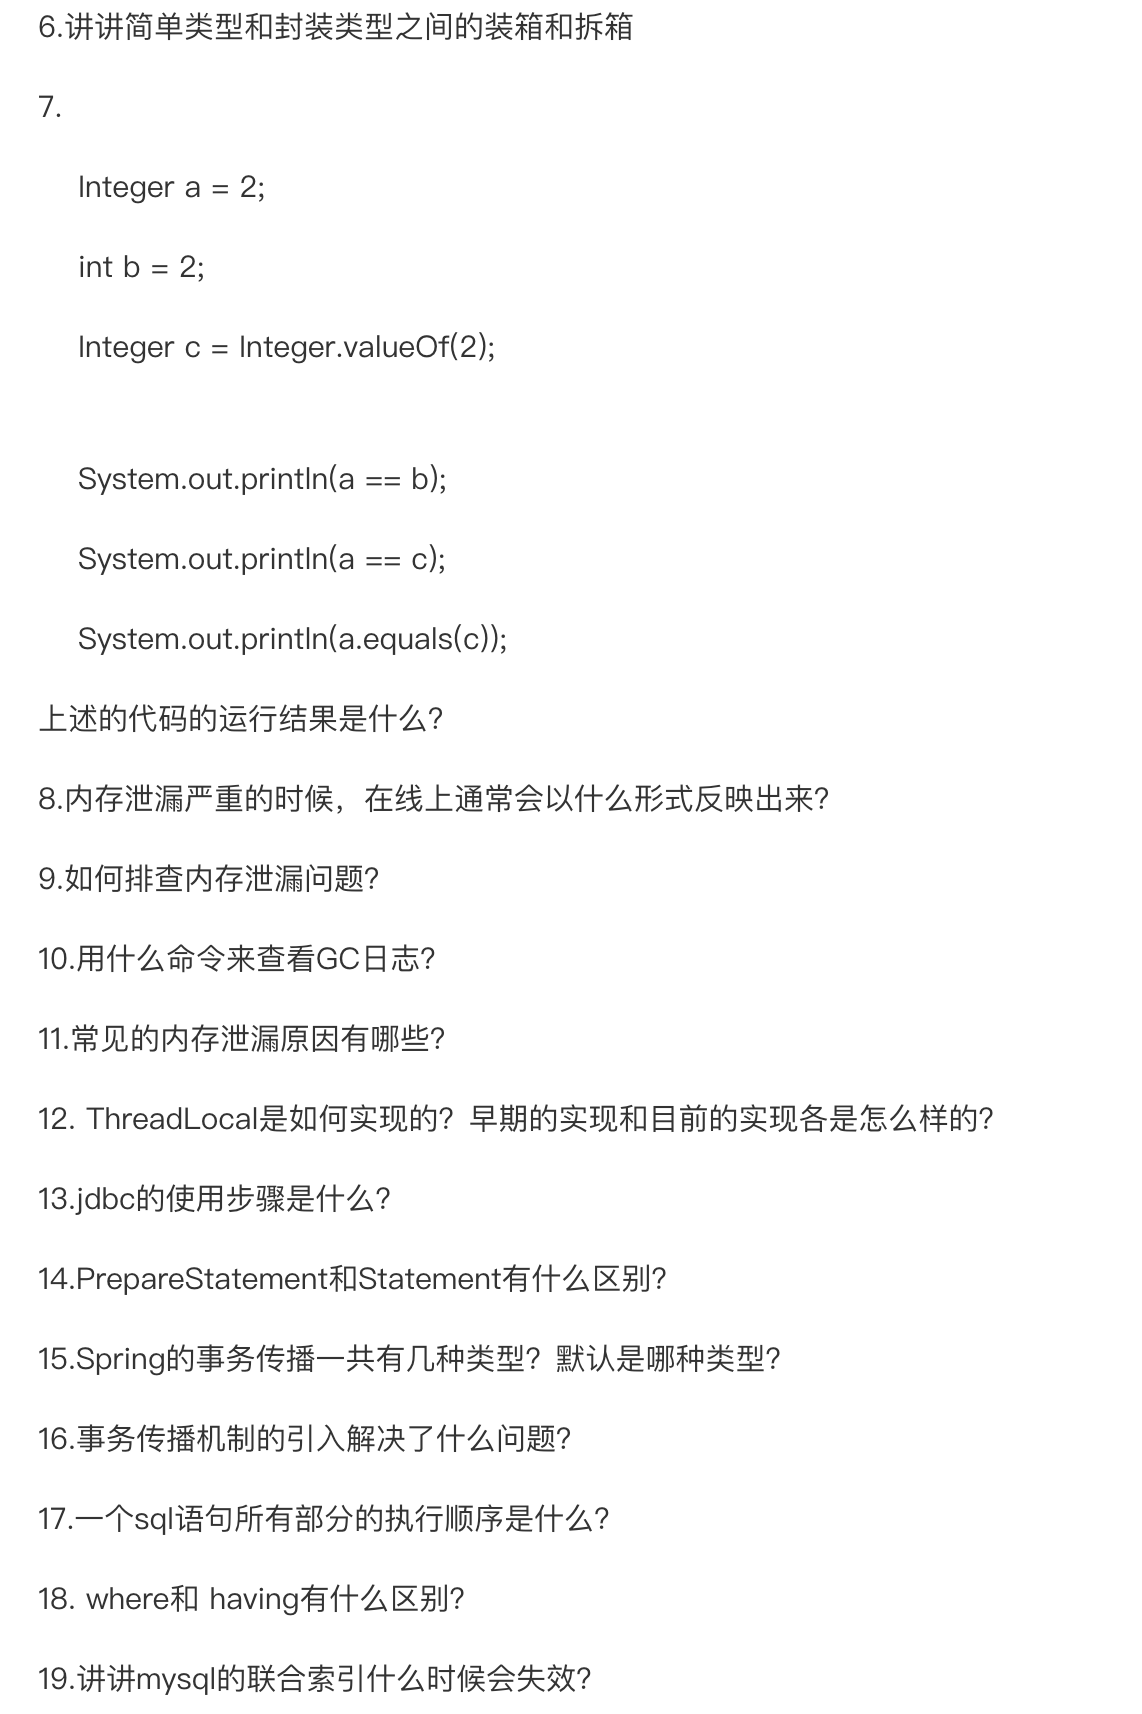 6.讲讲简单类型和封装类型之间的装箱和拆箱
7.
Integer a = 2;
int b = 2;
Integer c = Integer.valueOf(2);
System.out.println(a == b);
System.out.println(a == c);
System.out.println(a.equals(c));
上述的代码的运行结果是什么？
8.内存泄漏严重的时候，在线上通常会以什么形式反映出来？
9.如何排查内存泄漏问题？
10.用什么命令来查看GC日志？
11.常见的内存泄漏原因有哪些？
12. ThreadLocal是如何实现的？早期的实现和目前的实现各是怎么样的？
13.jdbc的使用步骤是什么？
14.PrepareStatement和Statement有什么区别？
15.Spring的事务传播一共有几种类型？默认是哪种类型？
16.事务传播机制的引入解决了什么问题？
17.一个sql语句所有部分的执行顺序是什么？
18. where和 having有什么区别？
19.讲讲mysql的联合索引什么时候会失效？